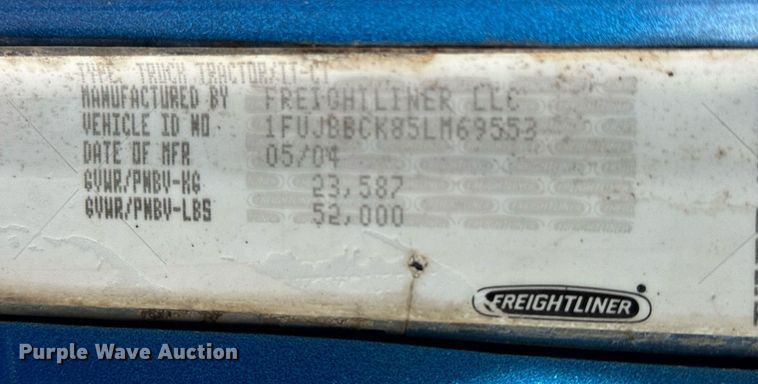 TYPE: TRUCK TRACTOR/TT-CT
MANUFACTURED BY FREIGHTLINER LLC
VEHICLE ID NO 1FUJBBCK85LM69553
DATE OF MFR 05/04
GVWR/PNBV-KG 23,587
GVWR/PNBV-LBS 52,000
FREIGHTLINER
Purple Wave Auction